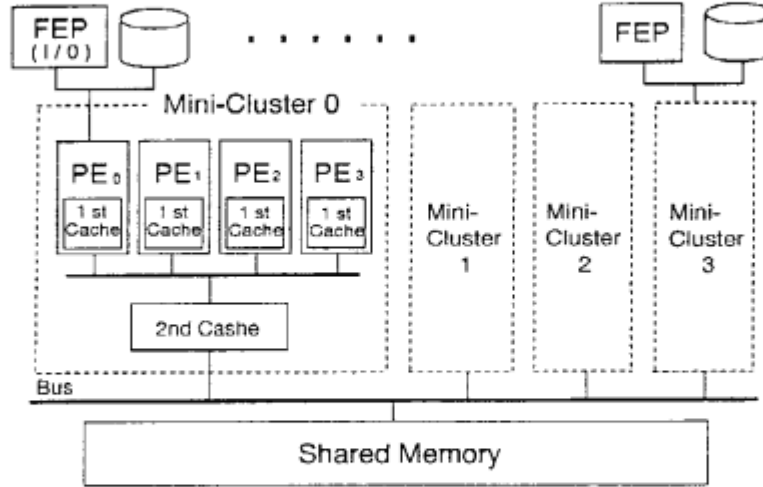 FEP
(I/O)
FEP
Mini-Cluster 0
PE0
PE1
PE2
PE3
1 st
Cache
1 st
Cache
1 st
Cache
1 st
Cache
Mini-
Cluster
1
Mini-
Cluster
2
Mini-
Cluster
3
2nd Cashe
Bus
Shared Memory